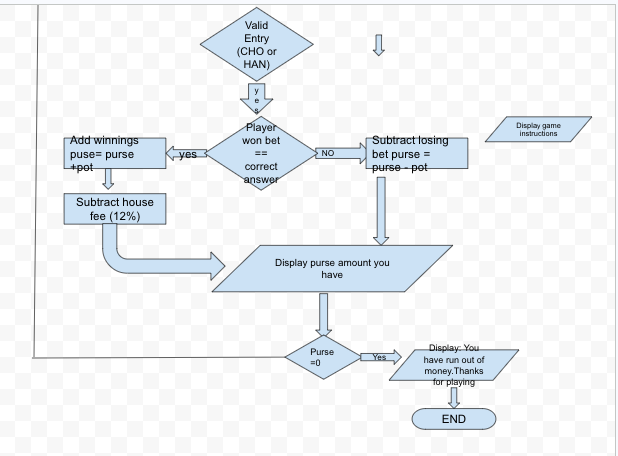 Valid
Entry
(CHO or
HAN)
yes
Display game
instructions
Player
won bet
==
correct
answer
yes
NO
Add winnings
puse= purse
+pot
Subtract losing
bet purse =
purse - pot
Subtract house
fee (12%)
Display purse amount you
have
Purse
=0
Yes
Display: You
have run out of
money.Thanks
for playing
END